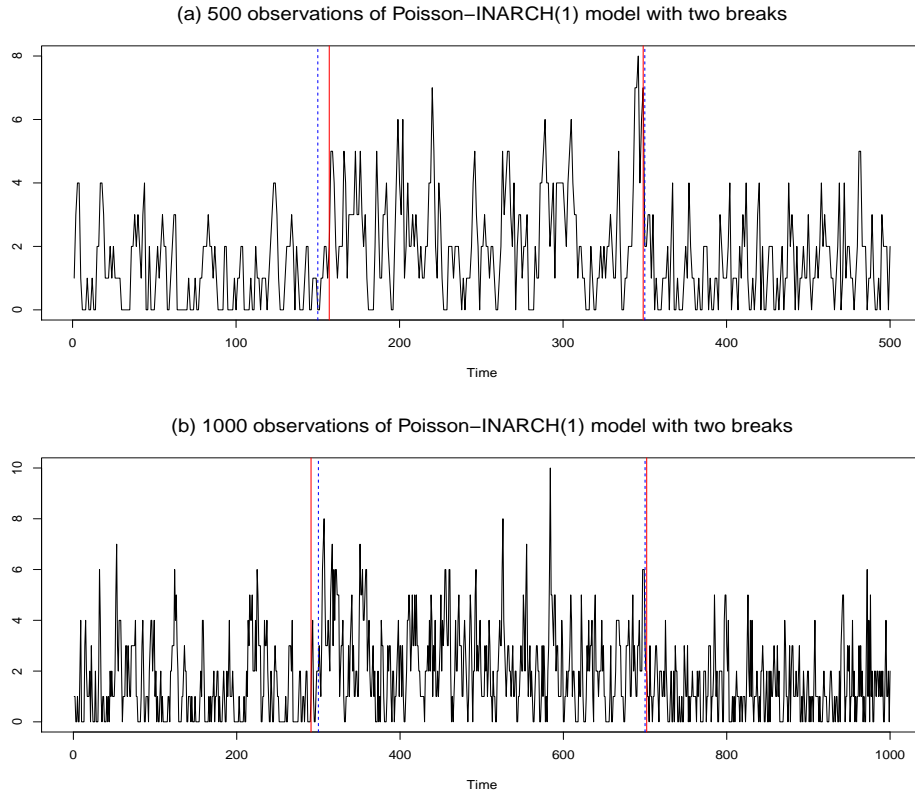 (a) 500 observations of Poisson−INARCH(1) model with two breaks
8
6
4
2
0
0 100 200 300 400 500
Time
(b) 1000 observations of Poisson−INARCH(1) model with two breaks
10
8
6
4
2
0
0 200 400 600 800 1000
Time